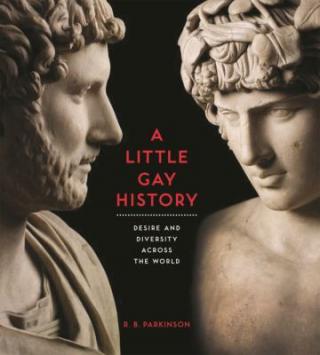 A
LITTLE
GAY
HISTORY
DESIRE AND
DIVERSITY
ACROSS
THE WORLD
R. B. PARKINSON